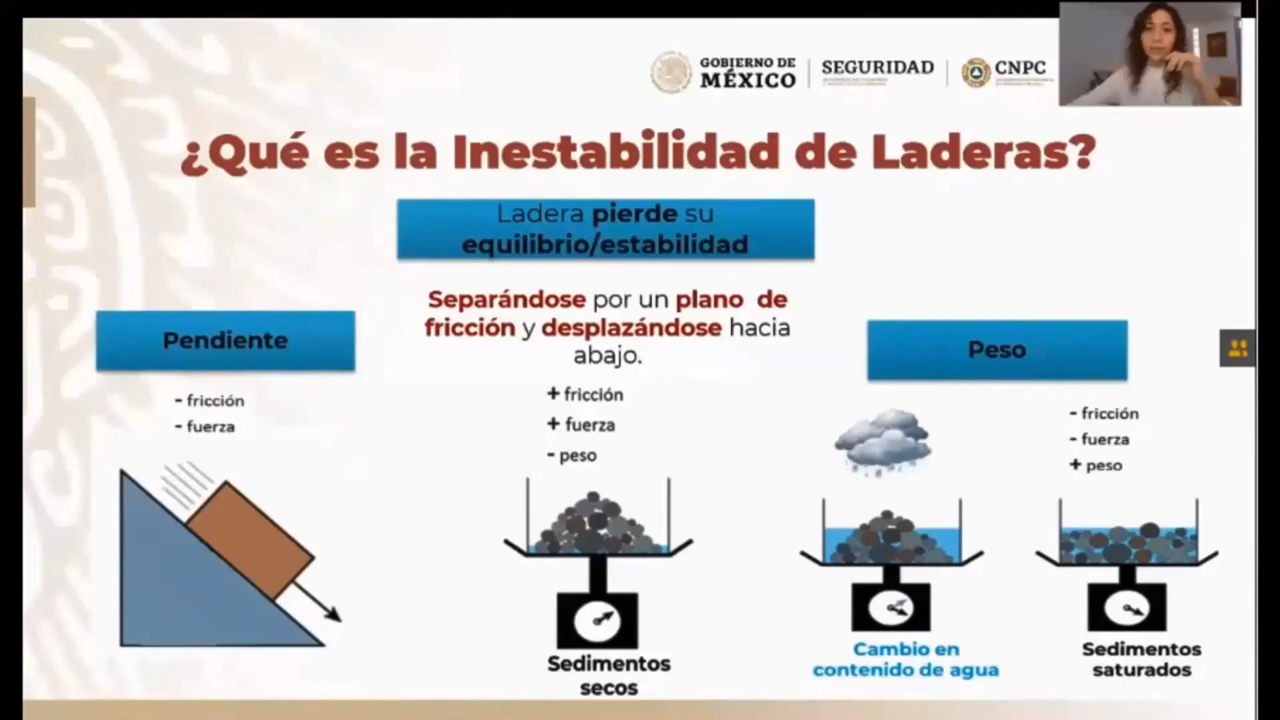 GOBIERNO DE
MÉXICO
SEGURIDAD
CNPC
¿Qué es la Inestabilidad de Laderas?
Ladera pierde su
equilibrio/estabilidad
Separándose por un plano de
fricción y desplazándose hacia
abajo.
Pendiente
- fricción
- fuerza
+ fricción
+ fuerza
- peso
Peso
- fricción
- fuerza
+ peso
Sedimentos
secos
Cambio en
contenido de agua
Sedimentos
saturados